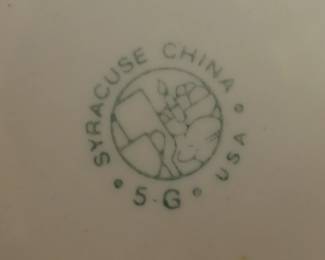 SYRACUSE CHINA
• USA •
5-G •